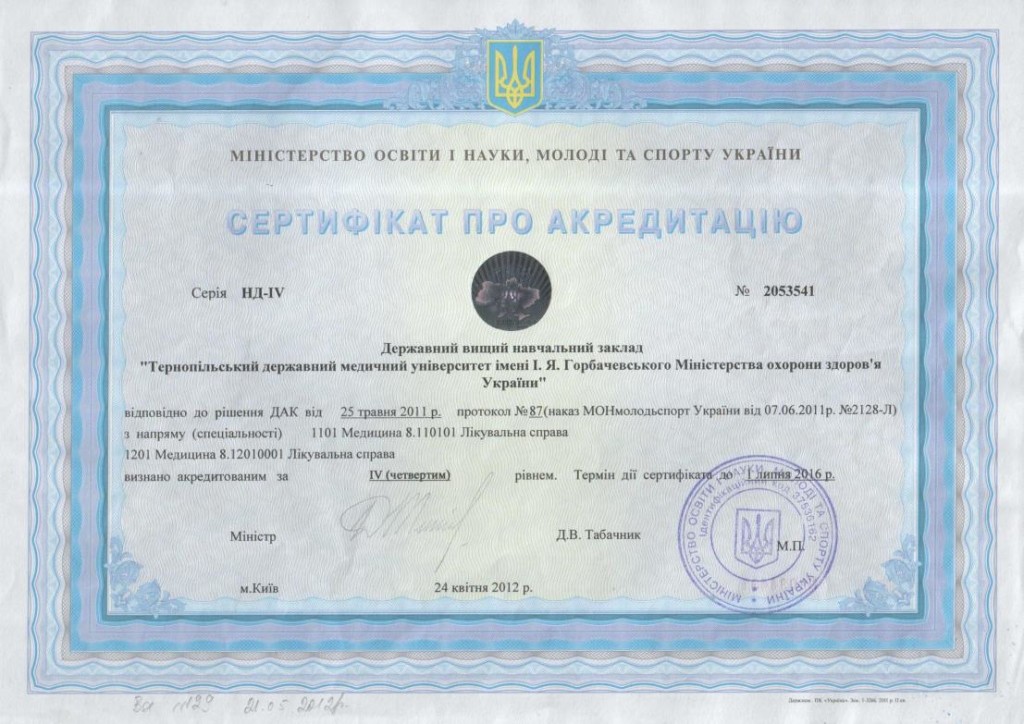 МІНІСТЕРСТВО ОСВІТИ І НАУКИ, МОЛОДІ ТА СПОРТУ УКРАЇНИ
СЕРТИФІКАТ ПРО АКРЕДИТАЦІЮ
Серія НД-IV № 2053541
Державний вищий навчальний заклад
"Тернопільський державний медичний університет імені І. Я. Горбачевського Міністерства охорони здоров'я
України"
відповідно до рішення ДАК від 25 травня 2011 р. протокол №87(наказ МОНмолодьспорт України від 07.06.2011р. №2128-Л)
з напряму (спеціальності) 1101 Медицина 8.110101 Лікувальна справа
1201 Медицина 8.12010001 Лікувальна справа
визнано акредитованим за IV (четвертим) рівнем. Термін дії сертифіката до 1 липня 2016 р.
МІНІСТЕРСТВО ОСВІТИ І НАУКИ, МОЛОДІ ТА СПОРТУ УКРАЇНИ
Ідентифікаційний код 37536162
Міністр Д.В. Табачник М.П.
м.Київ 24 квітня 2012 р.
№29 21.05 2012р.